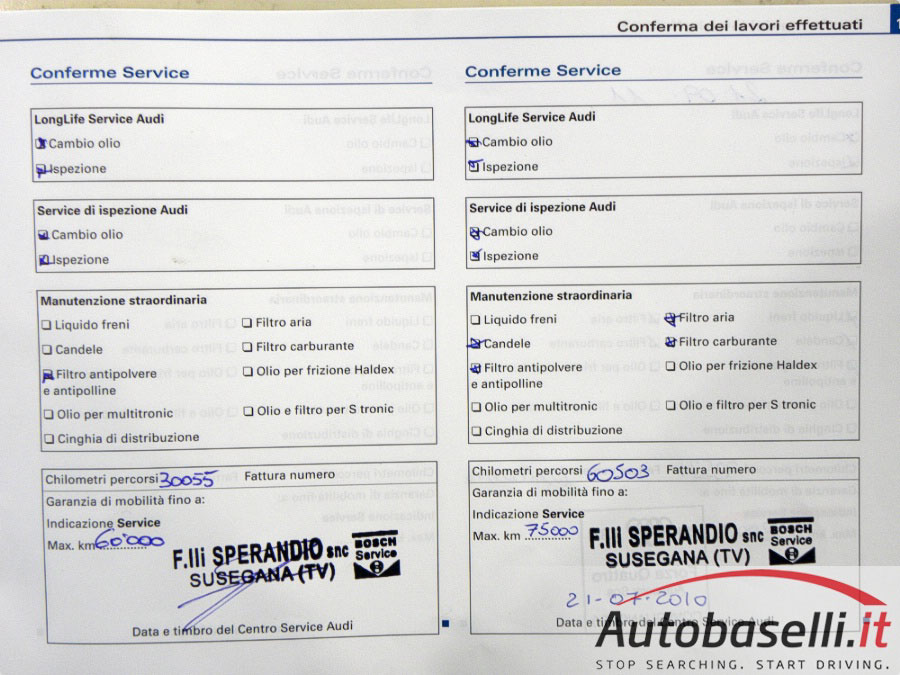 Conferma dei lavori effettuati
Conferme Service
LongLife Service Audi
Cambio olio
Ispezione
Service di ispezione Audi
Cambio olio
Ispezione
Manutenzione straordinaria
Liquido freni
Filtro aria
Candele
Filtro carburante
Filtro antipolvere
e antipolline
Olio per frizione Haldex
Olio per multitronic
Olio e filtro per S tronic
Cinghia di distribuzione
Chilometri percorsi 30055 Fattura numero
Garanzia di mobilità fino a:
Indicazione Service
Max. km 60'000
F.lli SPERANDIO snc
SUSEGANA (TV)
BOSCH
Service
Data e timbro del Centro Service Audi
Conferme Service
LongLife Service Audi
Cambio olio
Ispezione
Service di ispezione Audi
Cambio olio
Ispezione
Manutenzione straordinaria
Liquido freni
Filtro aria
Candele
Filtro carburante
Filtro antipolvere
e antipolline
Olio per frizione Haldex
Olio per multitronic
Olio e filtro per S tronic
Cinghia di distribuzione
Chilometri percorsi 60503 Fattura numero
Garanzia di mobilità fino a:
Indicazione Service
Max. km 75000
F.lli SPERANDIO snc
SUSEGANA (TV)
BOSCH
Service
21-07-2010
Data e timbro del Centro Service Audi
Autobaselli.it
STOP SEARCHING. START DRIVING.